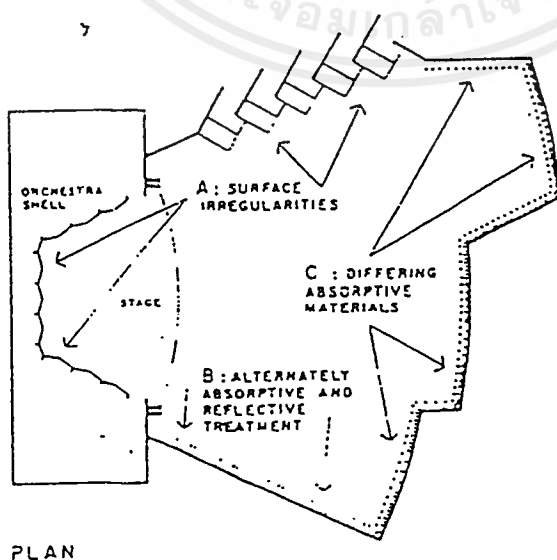 ORCHESTRA
SHELL
A : SURFACE
IRREGULARITIES
STAGE
C : DIFFERING
ABSORPTIVE
MATERIALS
B : ALTERNATELY
ABSORPTIVE AND
REFLECTIVE
TREATMENT
PLAN